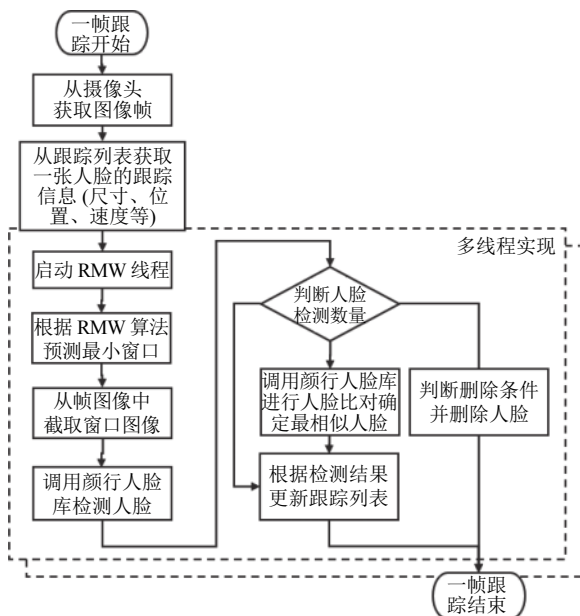 一帧跟
踪开始
从摄像头
获取图像帧
从跟踪列表获取
一张人脸的跟踪
信息 (尺寸、位
置、速度等)
多线程实现
启动 RMW 线程
根据 RMW 算法
预测最小窗口
从帧图像中
截取窗口图像
调用颜行人脸
库检测人脸
判断人脸
检测数量
调用颜行人脸库
进行人脸比对确
定最相似人脸
根据检测结果
更新跟踪列表
判断删除条件
并删除人脸
一帧跟
踪结束